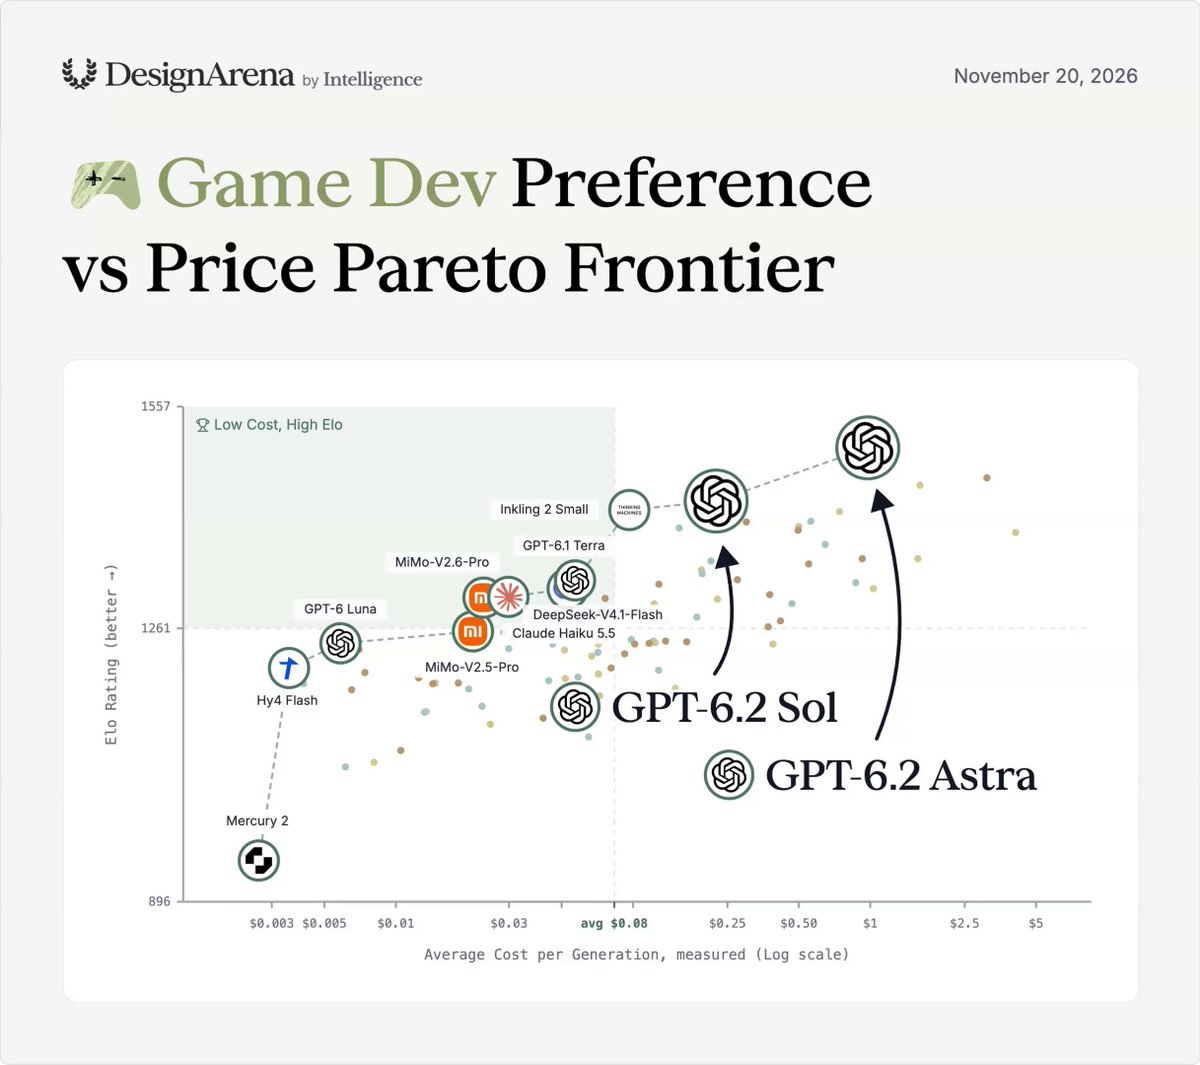 DesignArena by Intelligence
November 20, 2026
Game Dev Preference
vs Price Pareto Frontier
1557
Low Cost, High Elo
Inkling 2 Small
THINKING
MACHINES
GPT-6.1 Terra
MiMo-V2.6-Pro
GPT-6 Luna
DeepSeek-V4.1-Flash
1261
Claude Haiku 5.5
MiMo-V2.5-Pro
Hy4 Flash
GPT-6.2 Sol
GPT-6.2 Astra
Mercury 2
896
Elo Rating (better →)
$0.003 $0.005 $0.01 $0.03 avg $0.08 $0.25 $0.50 $1 $2.5 $5
Average Cost per Generation, measured (Log scale)